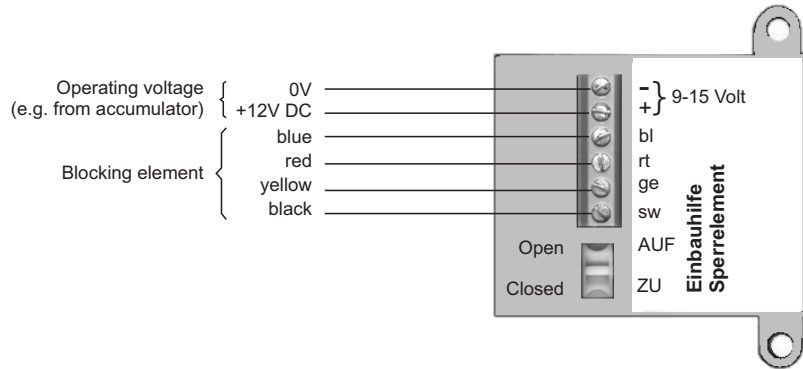 Operating voltage
(e.g. from accumulator)
0V
+12V DC
-
+
9-15 Volt
Blocking element
blue
red
yellow
black
bl
rt
ge
sw
Open
AUF
Closed
ZU
Einbauhilfe
Sperrelement